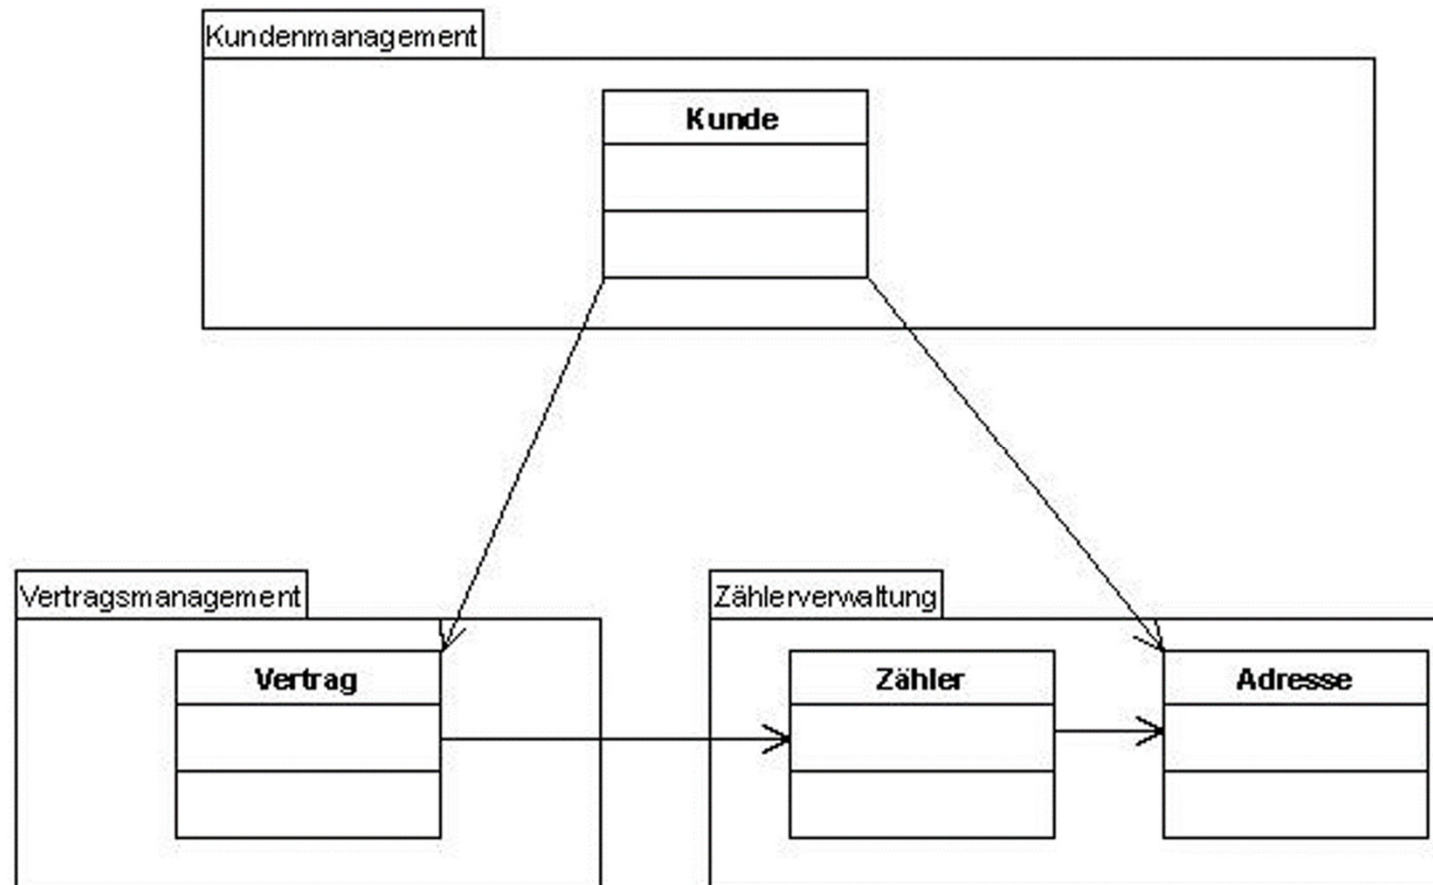 Kundenmanagement
Kunde
Vertragsmanagement
Zählerverwaltung
Vertrag
Zähler
Adresse